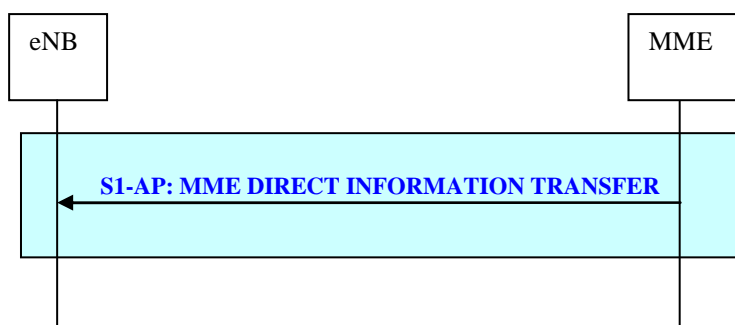 eNB
MME
S1-AP: MME DIRECT INFORMATION TRANSFER